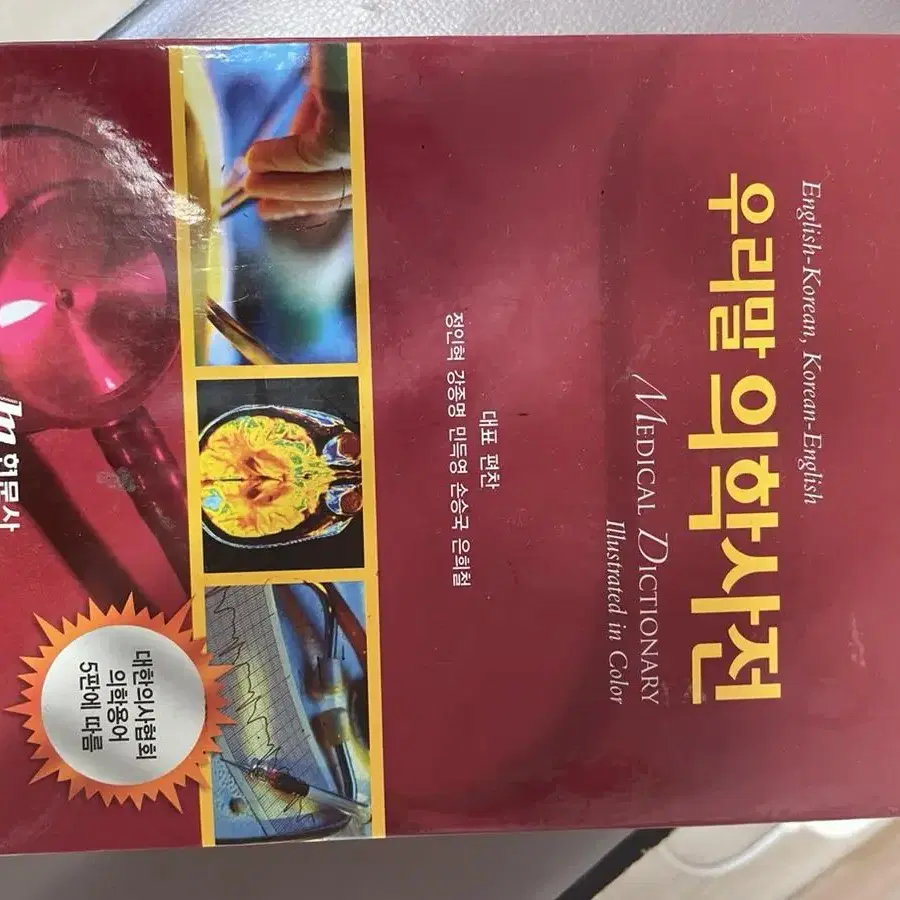 English-Korean, Korean-English
우리말 의학사전
MEDICAL DICTIONARY
Illustrated in Color
대표 편찬
정인혁 강종명 민득영 손승국 은희철
대한의사협회
의학용어
5판에 따름